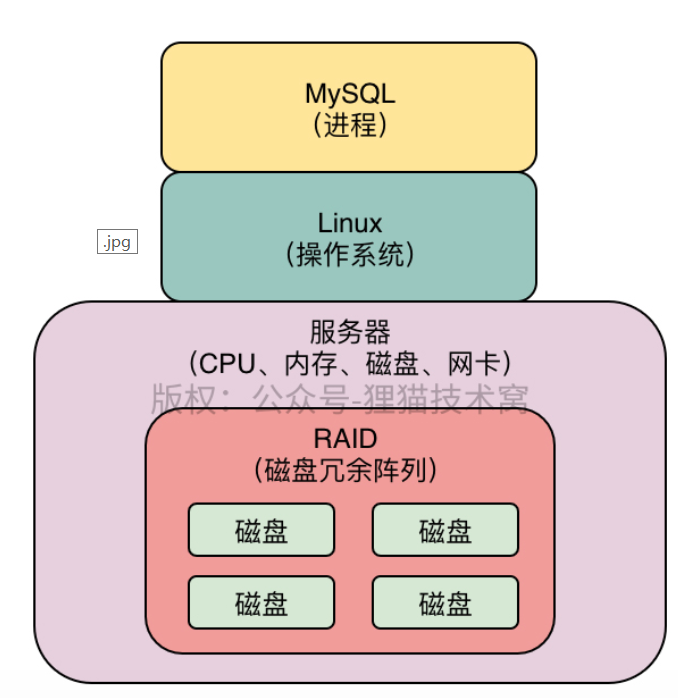 MySQL
（进程）
.jpg
Linux
（操作系统）
服务器
（CPU、内存、磁盘、网卡）
版权：公众号-狸猫技术窝
RAID
（磁盘冗余阵列）
磁盘
磁盘
磁盘
磁盘